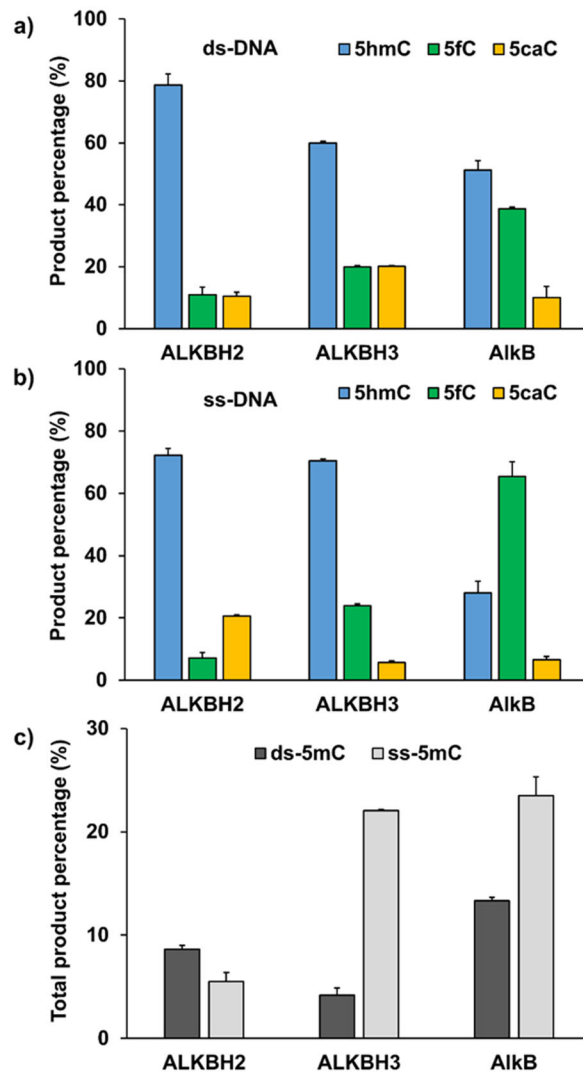 a)
ds-DNA
5hmC 5fC 5caC
Product percentage (%)
100
80
60
40
20
0
ALKBH2 ALKBH3 AlkB
b)
ss-DNA
5hmC 5fC 5caC
Product percentage (%)
100
80
60
40
20
0
ALKBH2 ALKBH3 AlkB
c)
ds-5mC ss-5mC
Total product percentage (%)
30
20
10
0
ALKBH2 ALKBH3 AlkB